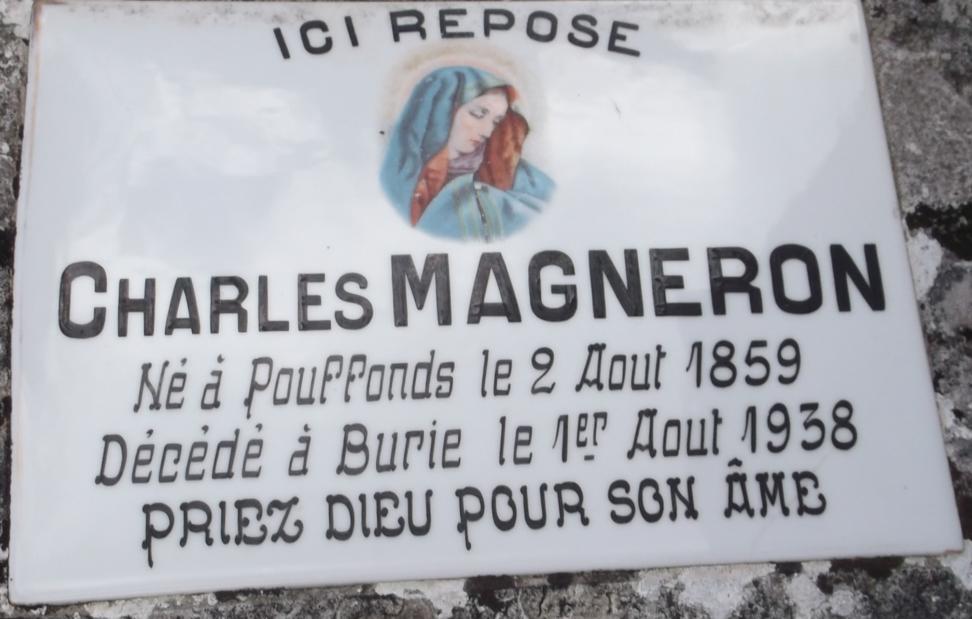 ICI REPOSE
CHARLES MAGNERON
Né à Pouffonds le 2 Aout 1859
Décédé à Burie le 1er Aout 1938
PRIEZ DIEU POUR SON ÂME